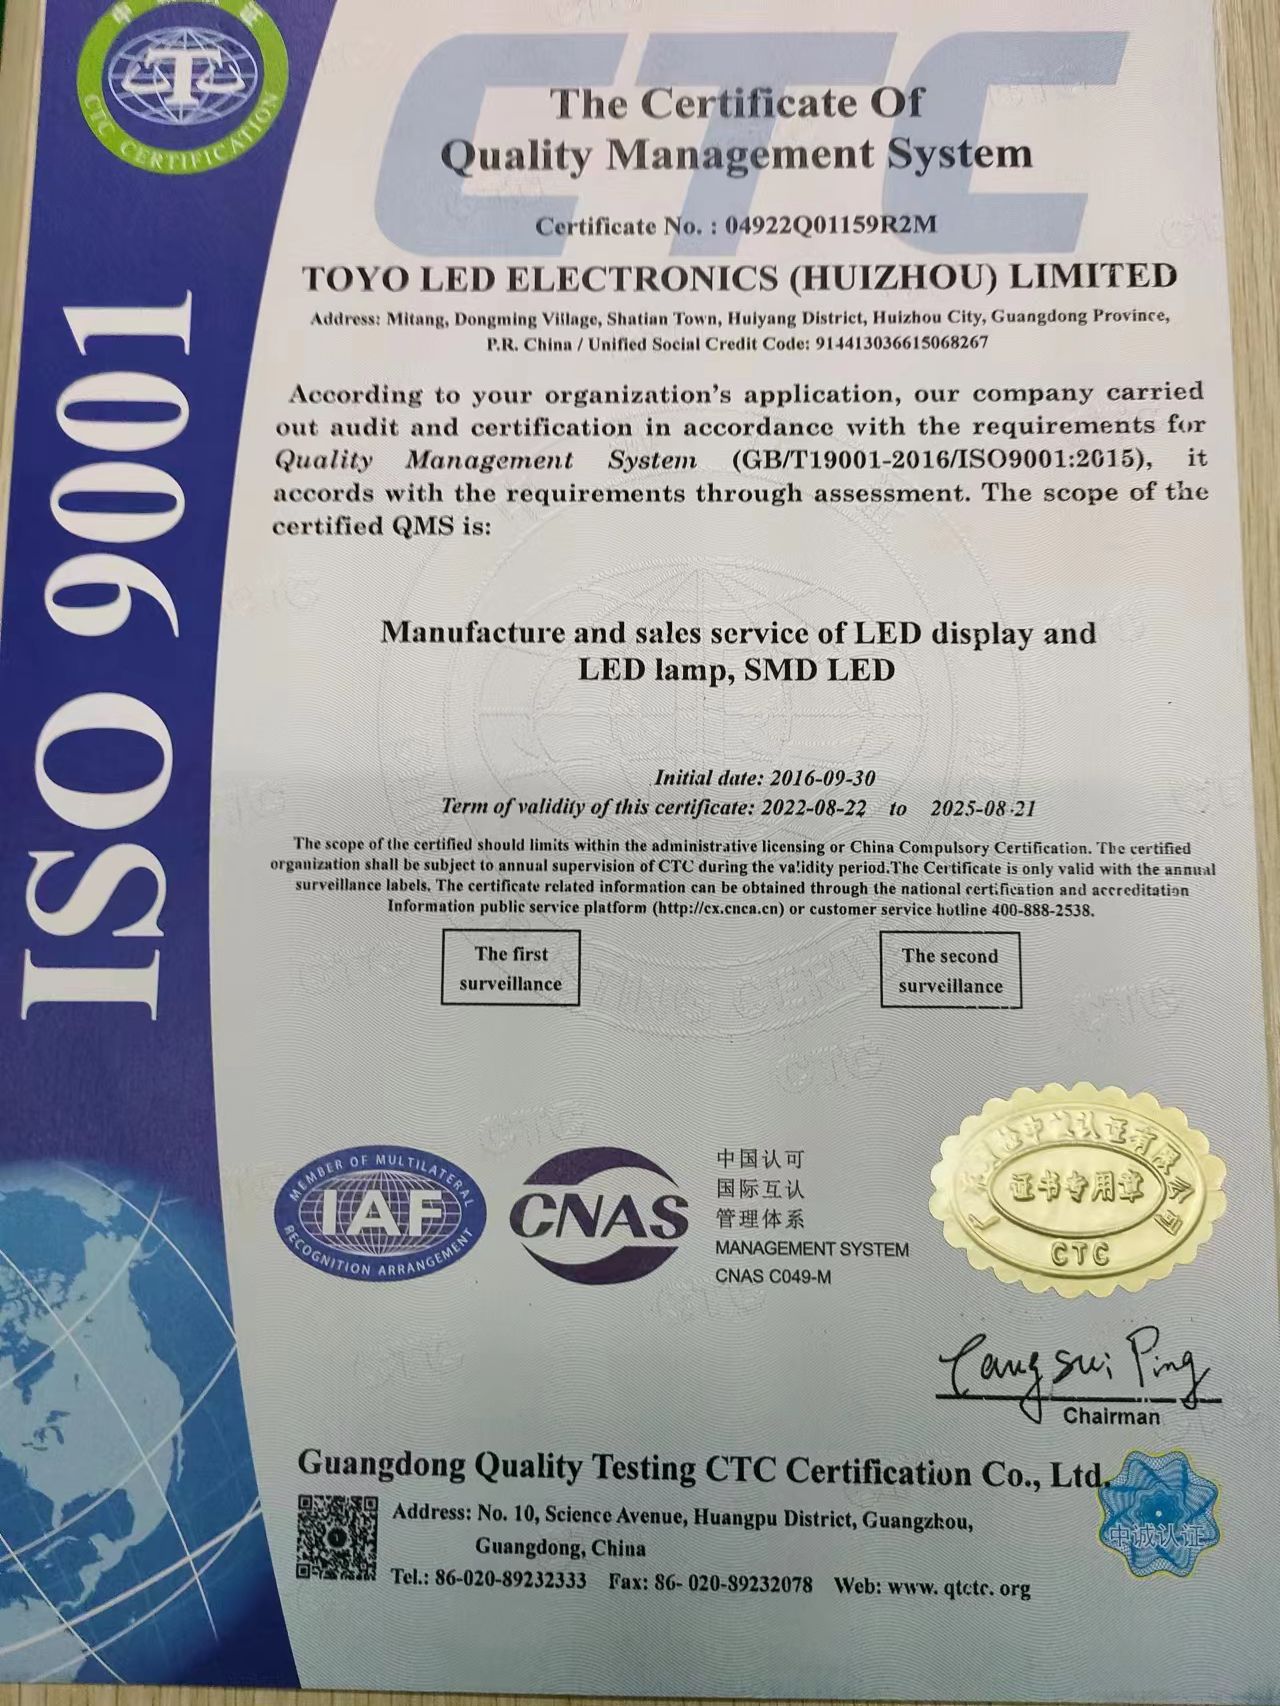 CTC CERTIFICATION
ISO 9001
CTC
The Certificate Of
Quality Management System
Certificate No. : 04922Q01159R2M
TOYO LED ELECTRONICS (HUIZHOU) LIMITED
Address: Mitang, Dongming Village, Shatian Town, Huiyang District, Huizhou City, Guangdong Province,
P.R. China / Unified Social Credit Code: 914413036615068267
According to your organization's application, our company carried
out audit and certification in accordance with the requirements for
Quality Management System (GB/T19001-2016/ISO9001:2015), it
accords with the requirements through assessment. The scope of the
certified QMS is:
Manufacture and sales service of LED display and
LED lamp, SMD LED
Initial date: 2016-09-30
Term of validity of this certificate: 2022-08-22 to 2025-08-21
The scope of the certified should limits within the administrative licensing or China Compulsory Certification. The certified
organization shall be subject to annual supervision of CTC during the validity period.The Certificate is only valid with the annual
surveillance labels. The certificate related information can be obtained through the national certification and accreditation
Information public service platform (http://cx.cnca.cn) or customer service hotline 400-888-2538.
The first
surveillance
The second
surveillance
MEMBER OF MULTILATERAL
IAF
RECOGNITION ARRANGEMENT
CNAS
中国认可
国际互认
管理体系
MANAGEMENT SYSTEM
CNAS C049-M
证书专用章
CTC
Chairman
Guangdong Quality Testing CTC Certification Co., Ltd.
Address: No. 10, Science Avenue, Huangpu District, Guangzhou,
Guangdong, China
Tel.: 86-020-89232333 Fax: 86- 020-89232078 Web: www. qtctc. org
中诚认证